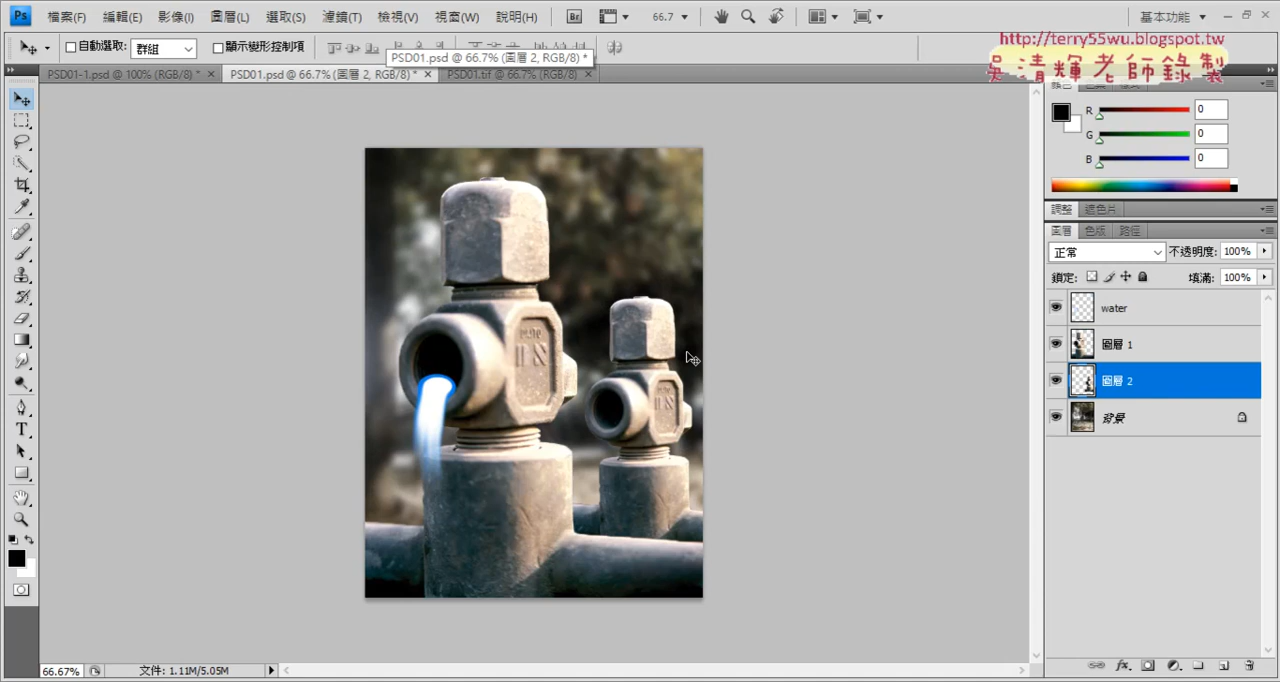 Ps 檔案(F) 編輯(E) 影像(I) 圖層(L) 選取(S) 濾鏡(T) 檢視(V) 視窗(W) 說明(H) Br 66.7 基本功能
自動選取: 群組 顯示變形控制項
http://terry55wu.blogspot.tw
吳清輝老師錄製
PSD01.psd @ 66.7% (圖層 2, RGB/8) *
PSD01-1.psd @ 100% (RGB/8) * PSD01.psd @ 66.7% (圖層 2, RGB/8) * PSD01.tif @ 66.7% (RGB/8)
R 0
G 0
B 0
調整 遮色片
圖層 色版 路徑
正常 不透明度: 100%
鎖定: 填滿: 100%
water
圖層 1
圖層 2
背景
66.67% 文件: 1.11M/5.05M